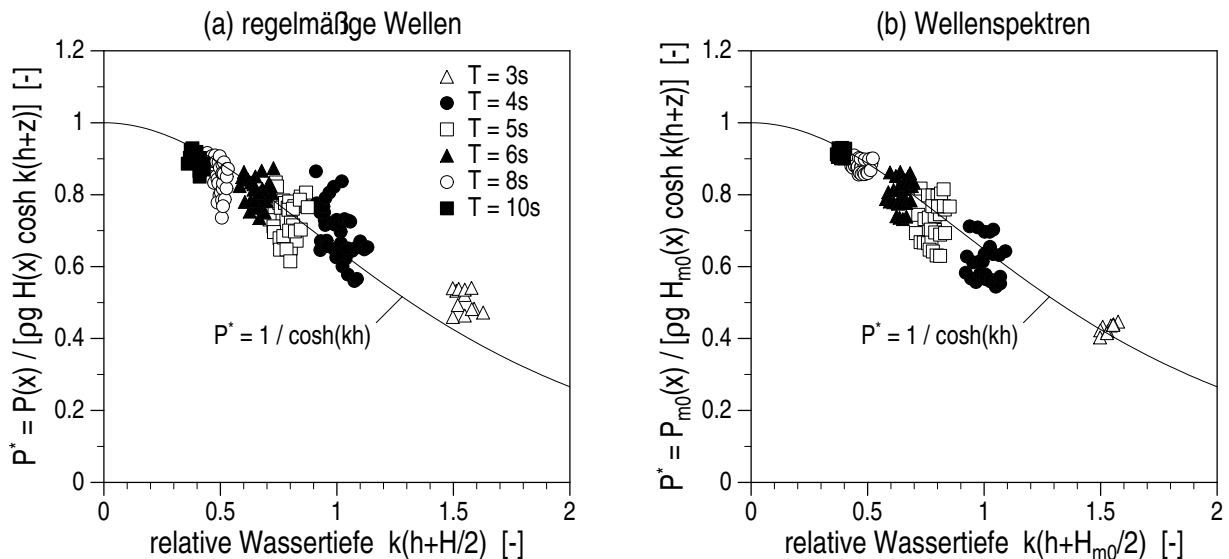 (a) regelmäßige Wellen
P* = P(x) / [ρg H(x) cosh k(h+z)] [-]
1.2
1
0.8
0.6
0.4
0.2
0
T = 3s
T = 4s
T = 5s
T = 6s
T = 8s
T = 10s
P* = 1 / cosh(kh)
0
0.5
1
1.5
2
relative Wassertiefe k(h+H/2) [-]
(b) Wellenspektren
P* = Pm0(x) / [ρg Hm0(x) cosh k(h+z)] [-]
1.2
1
0.8
0.6
0.4
0.2
0
P* = 1 / cosh(kh)
0
0.5
1
1.5
2
relative Wassertiefe k(h+Hm0/2) [-]